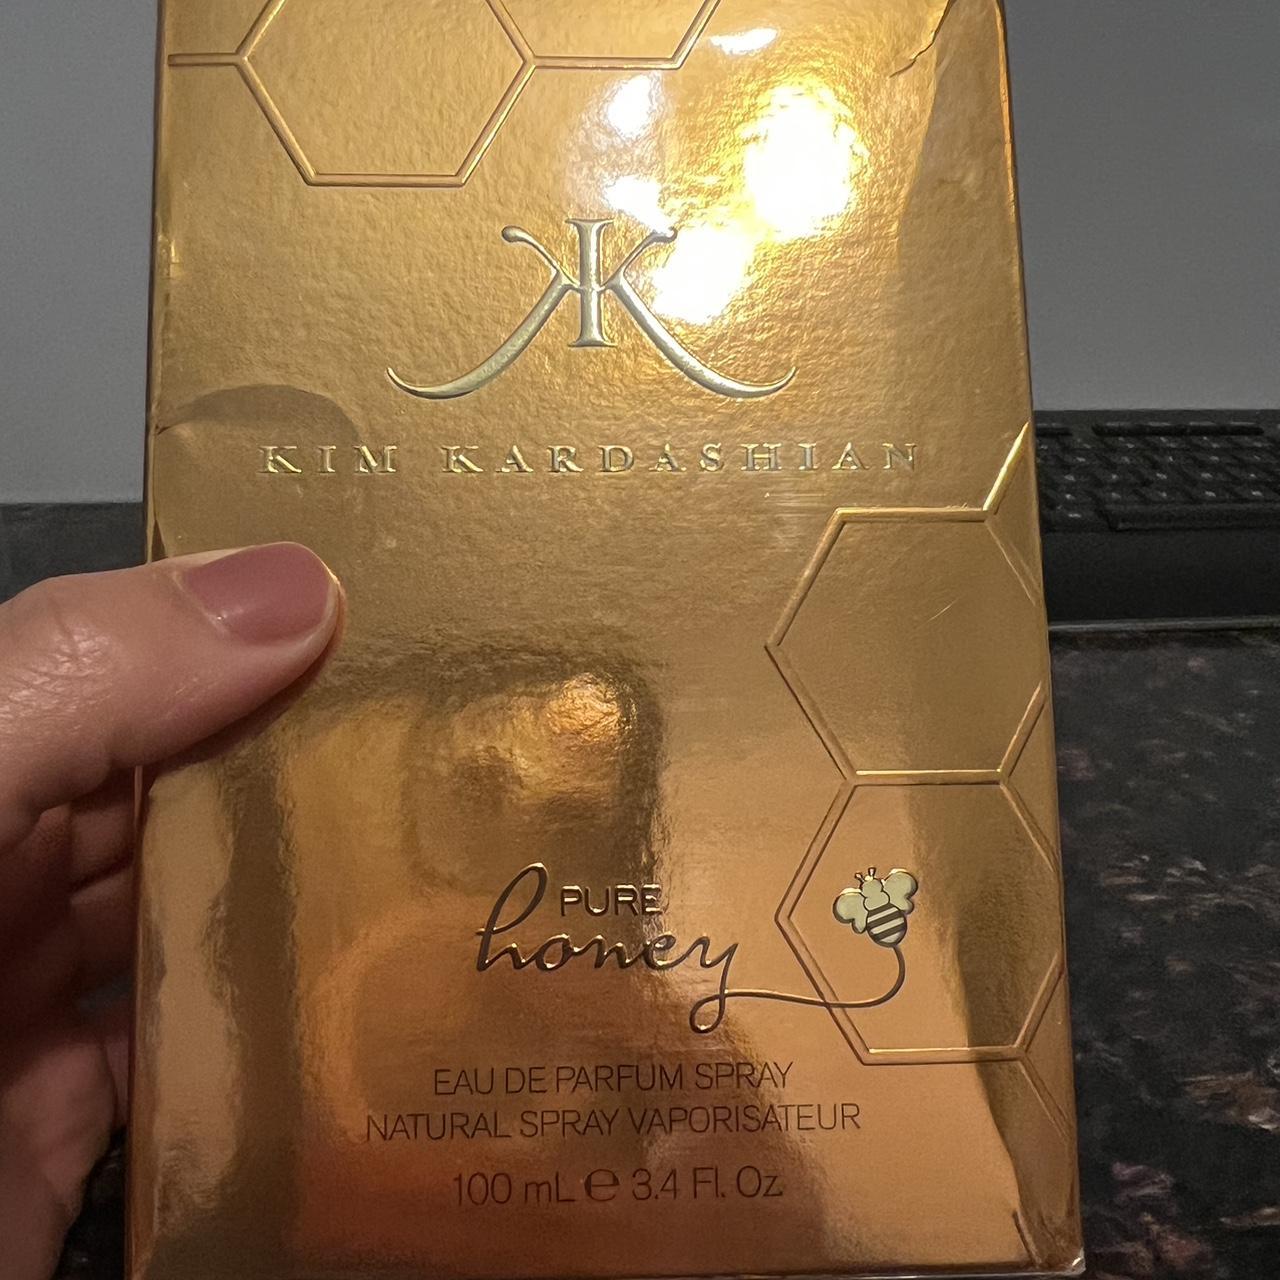 KK
KIM KARDASHIAN
PURE
honey
EAU DE PARFUM SPRAY
NATURAL SPRAY VAPORISATEUR
100 mL ℮ 3.4 Fl. Oz